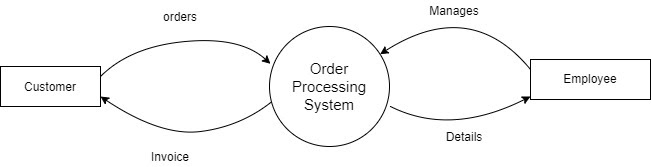 orders
Manages
Customer
Order
Processing
System
Employee
Invoice
Details